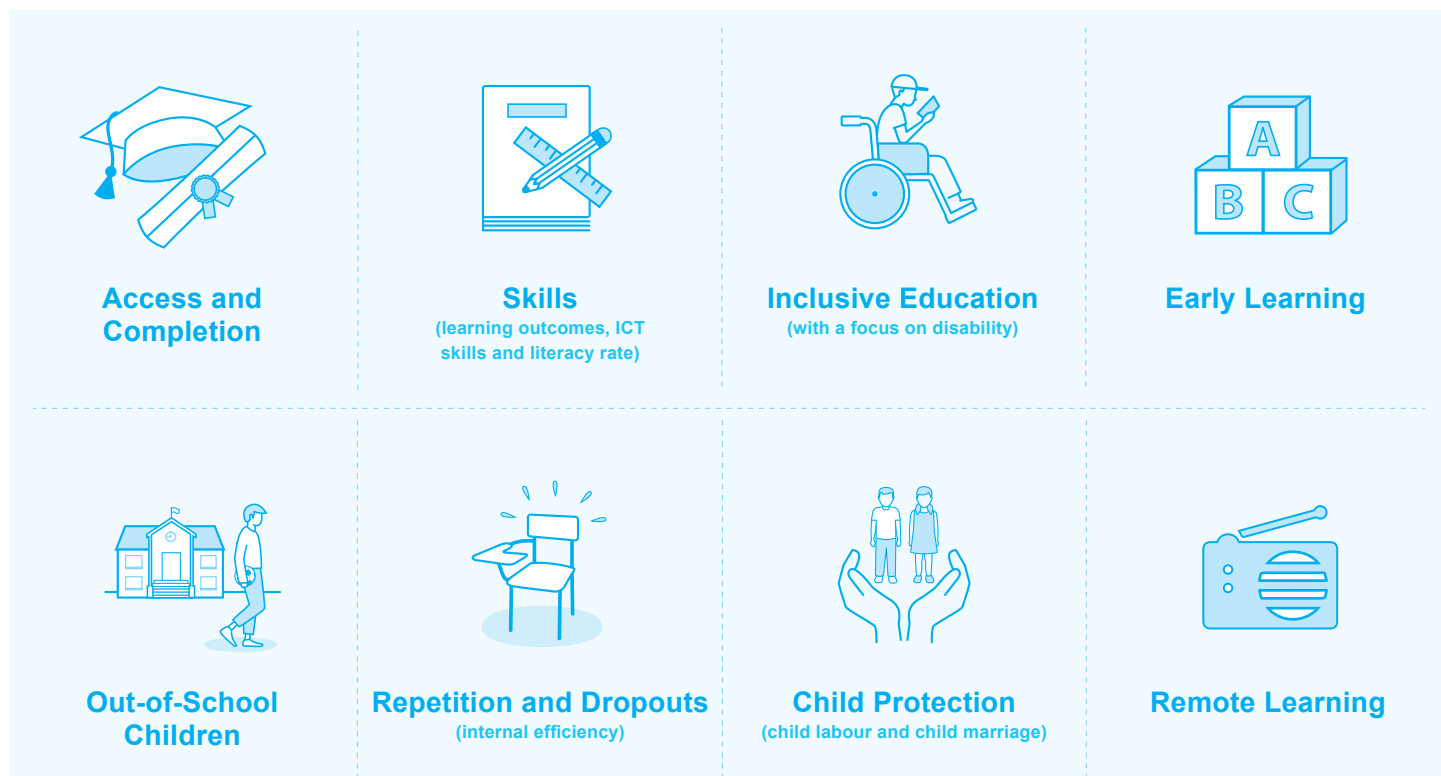 A
B C
Access and
Completion
Skills
(learning outcomes, ICT
skills and literacy rate)
Inclusive Education
(with a focus on disability)
Early Learning
Out-of-School
Children
Repetition and Dropouts
(internal efficiency)
Child Protection
(child labour and child marriage)
Remote Learning